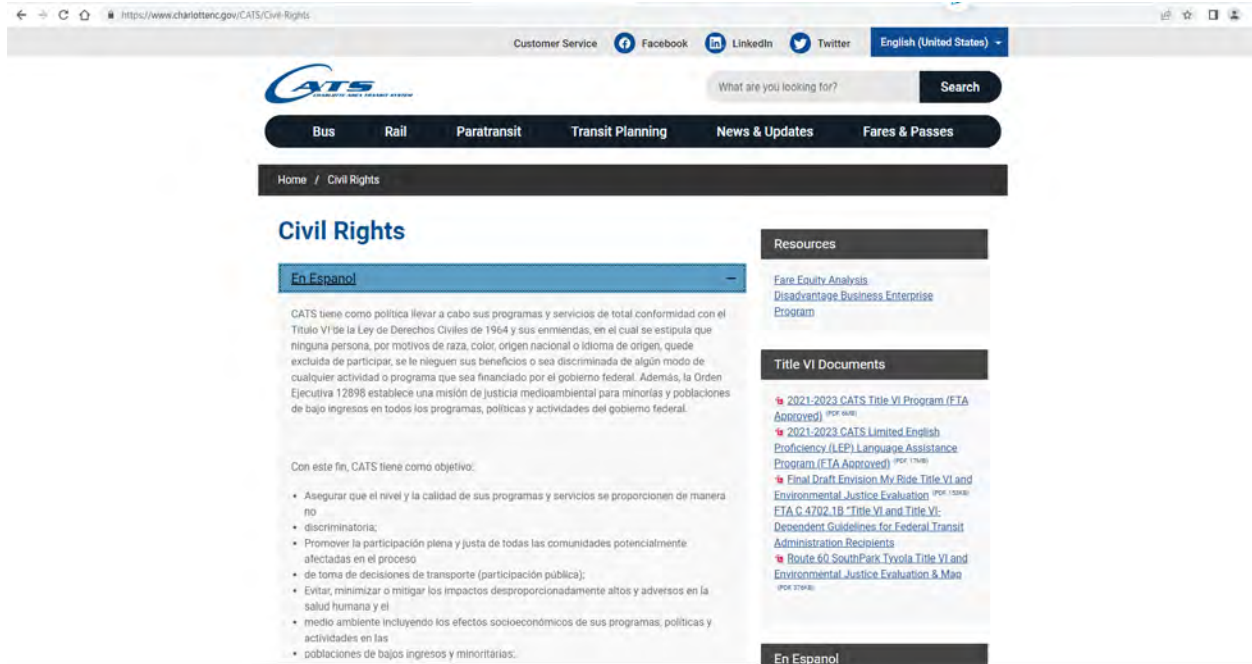 https://www.charlottenc.gov/CATS/Civil-Rights
Customer Service Facebook LinkedIn Twitter English (United States)
CATS
CHARLOTTE AREA TRANSIT SYSTEM
What are you looking for? Search
Bus Rail Paratransit Transit Planning News & Updates Fares & Passes
Home / Civil Rights
Civil Rights
En Espanol
CATS tiene como política llevar a cabo sus programas y servicios de total conformidad con el
Título VI de la Ley de Derechos Civiles de 1964 y sus enmiendas, en el cual se estipula que
ninguna persona, por motivos de raza, color, origen nacional o idioma de origen, quede
excluida de participar, se le nieguen sus beneficios o sea discriminada de algún modo de
cualquier actividad o programa que sea financiado por el gobierno federal. Además, la Orden
Ejecutiva 12898 establece una misión de justicia medioambiental para minorías y poblaciones
de bajo ingresos en todos los programas, políticas y actividades del gobierno federal.
Con este fin, CATS tiene como objetivo:
• Asegurar que el nivel y la calidad de sus programas y servicios se proporcionen de manera
no
• discriminatoria;
• Promover la participación plena y justa de todas las comunidades potencialmente
afectadas en el proceso
• de toma de decisiones de transporte (participación pública);
• Evitar, minimizar o mitigar los impactos desproporcionadamente altos y adversos en la
salud humana y el
• medio ambiente incluyendo los efectos socioeconómicos de sus programas, políticas y
actividades en las
• poblaciones de bajos ingresos y minoritarias;
Resources
Fare Equity Analysis
Disadvantage Business Enterprise
Program
Title VI Documents
2021-2023 CATS Title VI Program (FTA
Approved) (PDF 6MB)
2021-2023 CATS Limited English
Proficiency (LEP) Language Assistance
Program (FTA Approved) (PDF 17MB)
Final Draft Envision My Ride Title VI and
Environmental Justice Evaluation
FTA C 4702.1B "Title VI and Title VI-
Dependent Guidelines for Federal Transit
Administration Recipients
Route 60 SouthPark Tyvola Title VI and
Environmental Justice Evaluation & Map
En Espanol